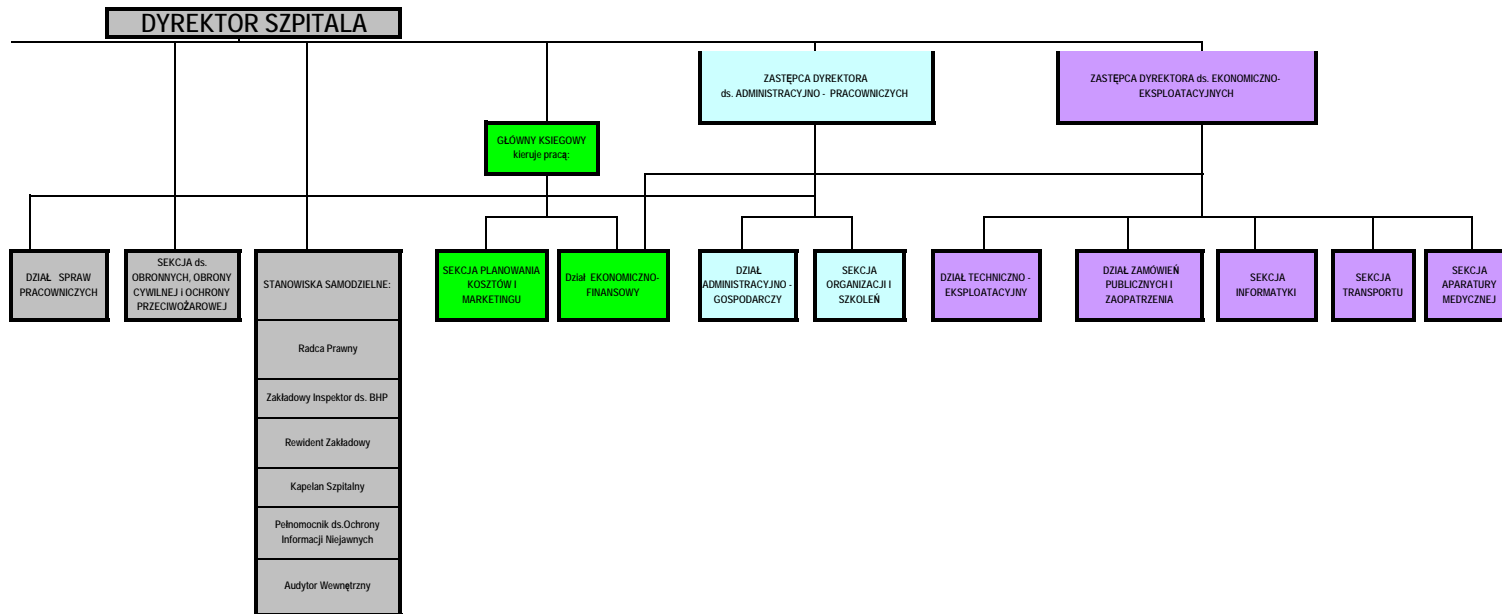 DYREKTOR SZPITALA
ZASTĘPCA DYREKTORA
ds. ADMINISTRACYJNO - PRACOWNICZYCH
ZASTĘPCA DYREKTORA ds. EKONOMICZNO-
EKSPLOATACYJNYCH
GŁÓWNY KSIEGOWY
kieruje pracą:
DZIAŁ SPRAW
PRACOWNICZYCH
SEKCJA ds.
OBRONNYCH, OBRONY
CYWILNEJ i OCHRONY
PRZECIWOŻAROWEJ
STANOWISKA SAMODZIELNE:
SEKCJA PLANOWANIA
KOSZTÓW I
MARKETINGU
Dział EKONOMICZNO-
FINANSOWY
DZIAŁ
ADMINISTRACYJNO -
GOSPODARCZY
SEKCJA
ORGANIZACJI I
SZKOLEŃ
DZIAŁ TECHNICZNO -
EKSPLOATACYJNY
DZIAŁ ZAMÓWIEŃ
PUBLICZNYCH I
ZAOPATRZENIA
SEKCJA
INFORMATYKI
SEKCJA
TRANSPORTU
SEKCJA
APARATURY
MEDYCZNEJ
Radca Prawny
Zakładowy Inspektor ds. BHP
Rewident Zakładowy
Kapelan Szpitalny
Pełnomocnik ds.Ochrony
Informacji Niejawnych
Audytor Wewnętrzny